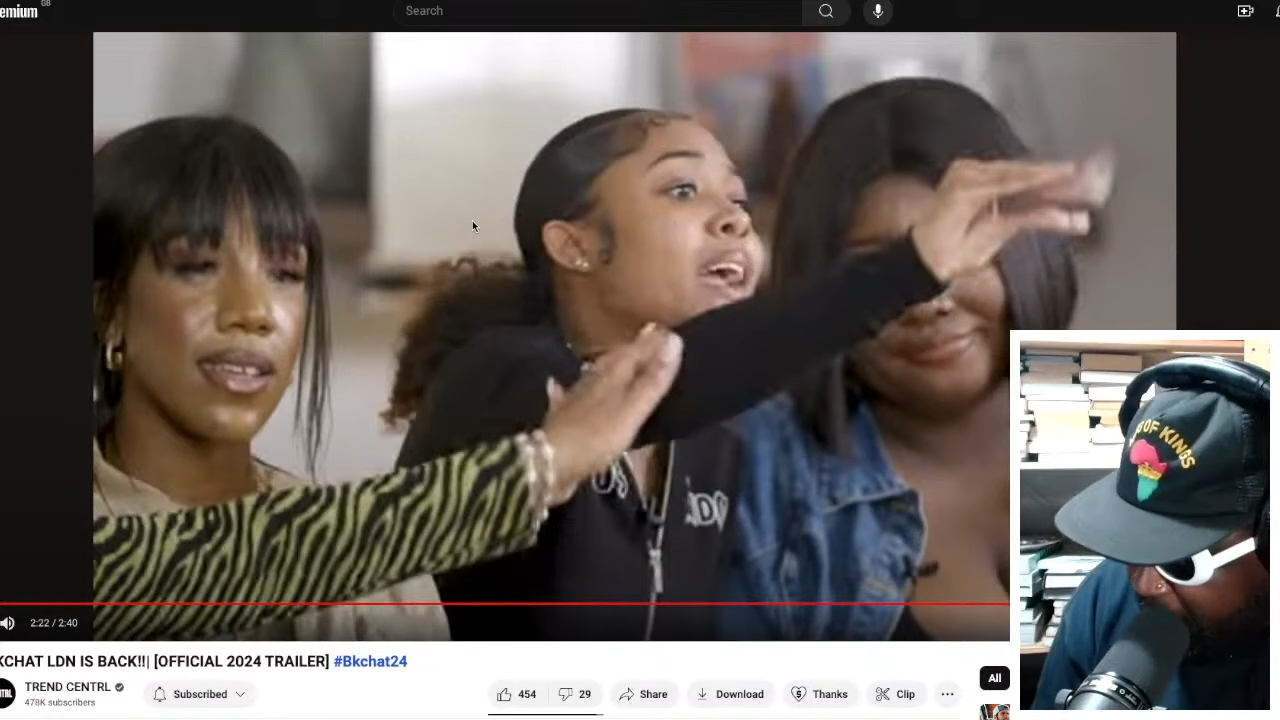 emium GB
Search
2:22 / 2:40
KCHAT LDN IS BACK!!| [OFFICIAL 2024 TRAILER] #Bkchat24
TREND CENTRL
478K subscribers
Subscribed
454
29
Share
Download
Thanks
Clip
All
OF KINGS